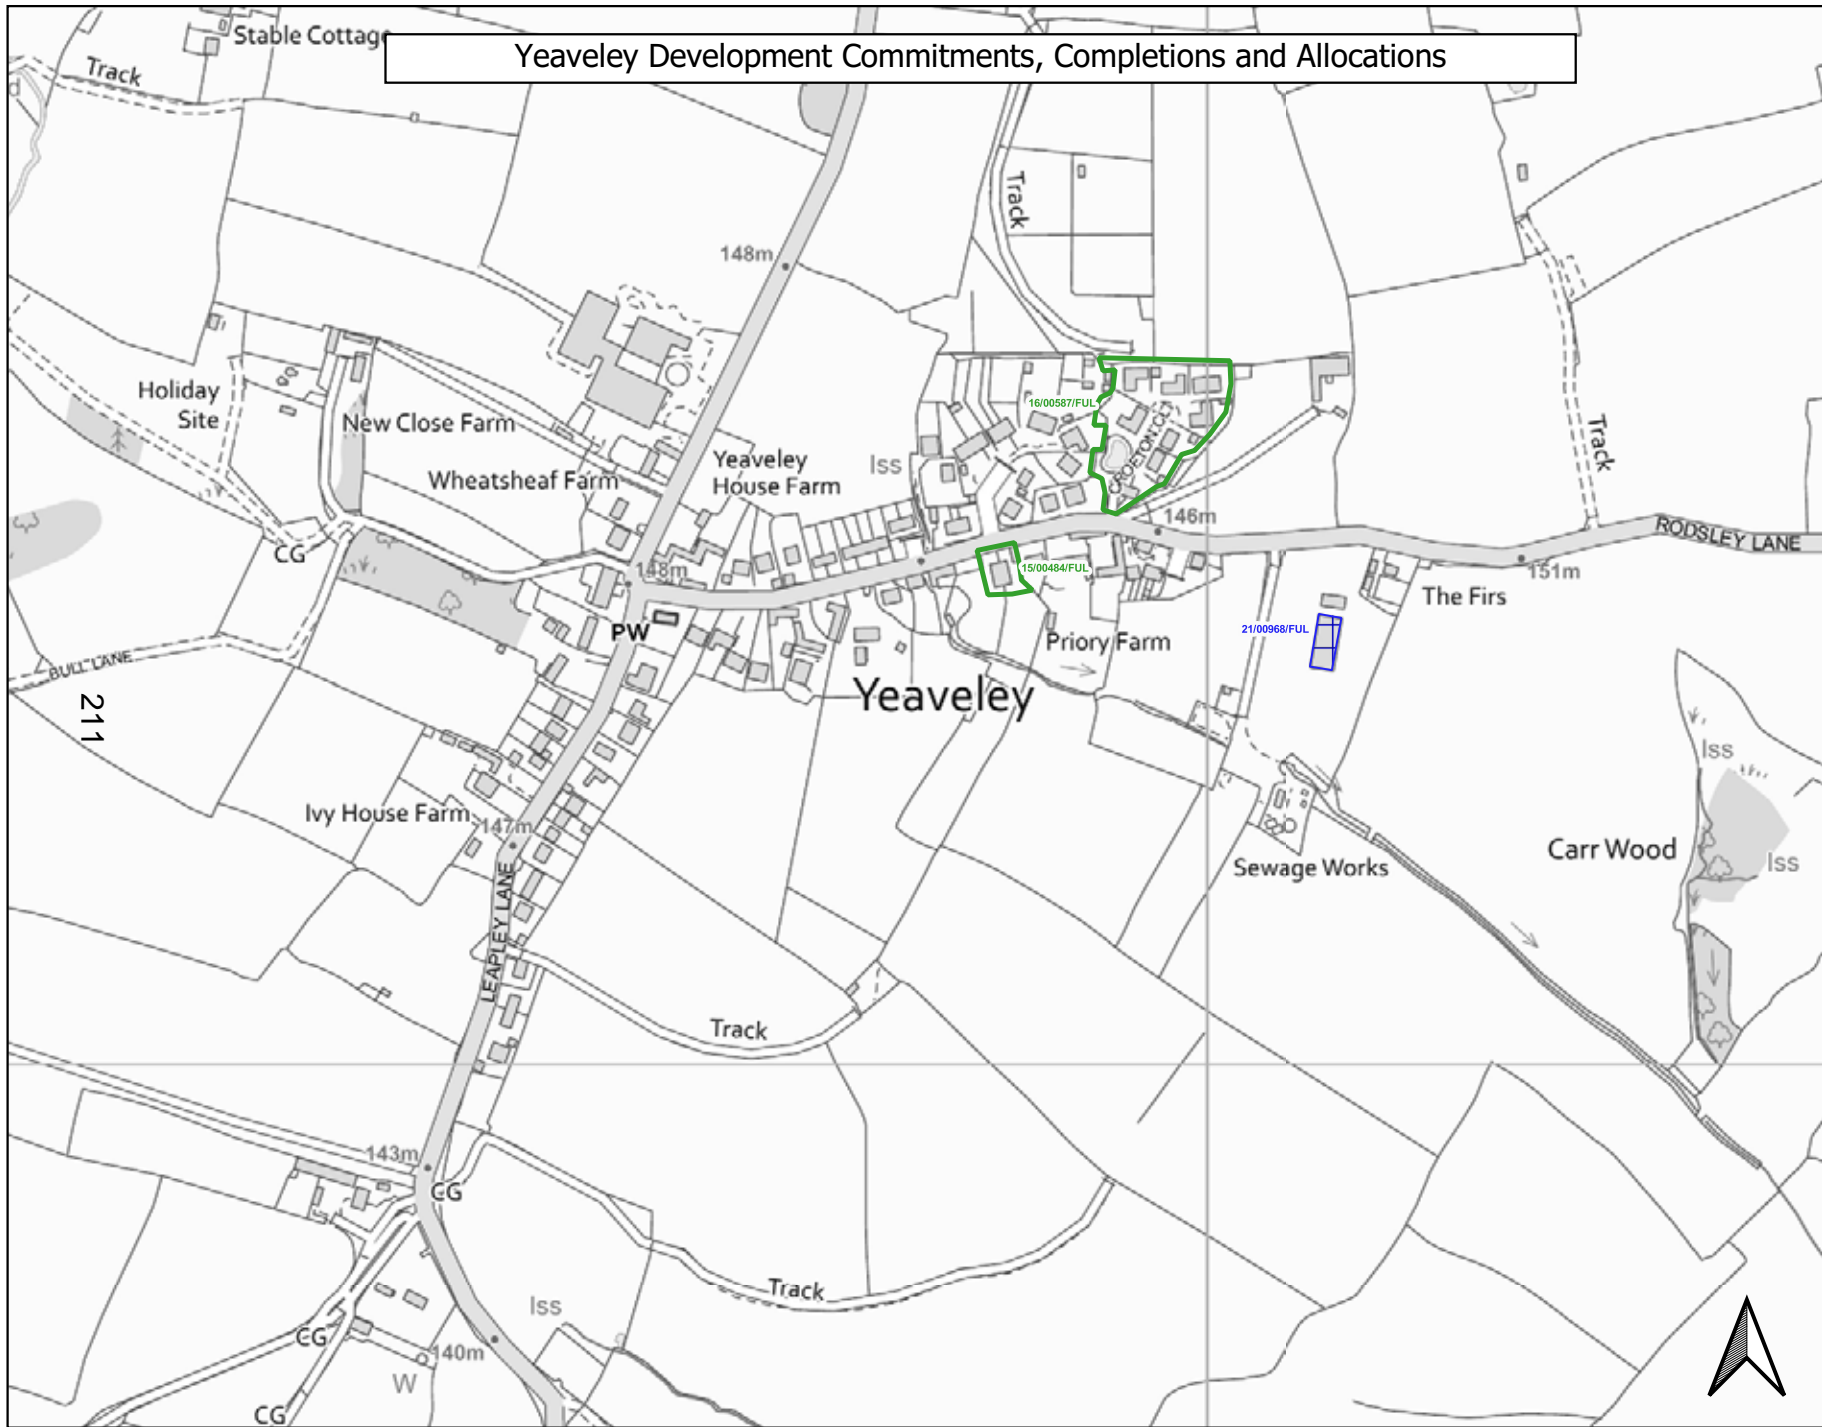 Stable Cottage
Yeaveley Development Commitments, Completions and Allocations
Track
Track
148m
Holiday
Site
New Close Farm
Wheatsheaf Farm
Yeaveley
House Farm
Iss
16/00587/FUL
CROFTON CT
Track
146m
RODSLEY LANE
151m
CG
148m
15/00484/FUL
The Firs
PW
21/00968/FUL
Priory Farm
BULL LANE
Yeaveley
211
Iss
Ivy House Farm
147m
Carr Wood
Iss
Sewage Works
LEAPLEY LANE
Track
143m
CG
Track
Iss
CG
140m
W
CG